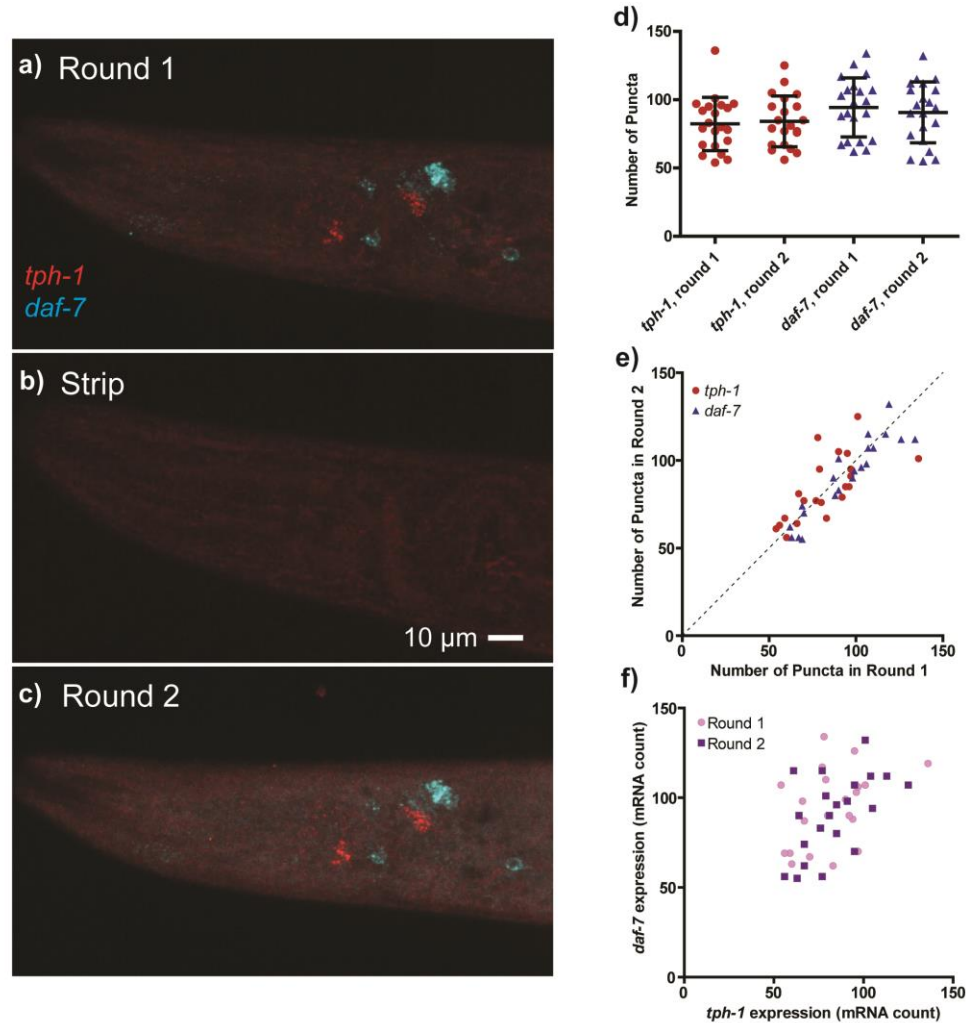 a) Round 1
tph-1
daf-7
b) Strip
10 µm
c) Round 2
d)
Number of Puncta
150
100
50
0
tph-1, round 1
tph-1, round 2
daf-7, round 1
daf-7, round 2
e)
Number of Puncta in Round 2
150
100
50
0
tph-1
daf-7
0 50 100 150
Number of Puncta in Round 1
f)
daf-7 expression (mRNA count)
150
100
50
0
Round 1
Round 2
0 50 100 150
tph-1 expression (mRNA count)